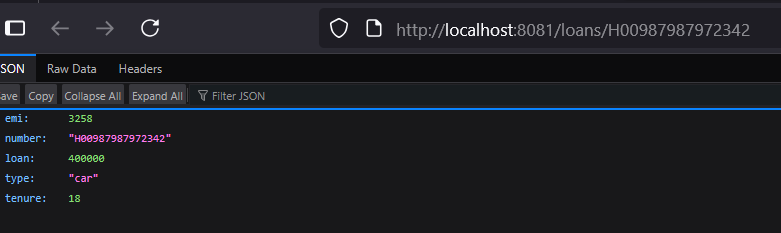 http://localhost:8081/loans/H00987987972342
JSON Raw Data Headers
Save Copy Collapse All Expand All Filter JSON
emi: 3258
number: "H00987987972342"
loan: 400000
type: "car"
tenure: 18